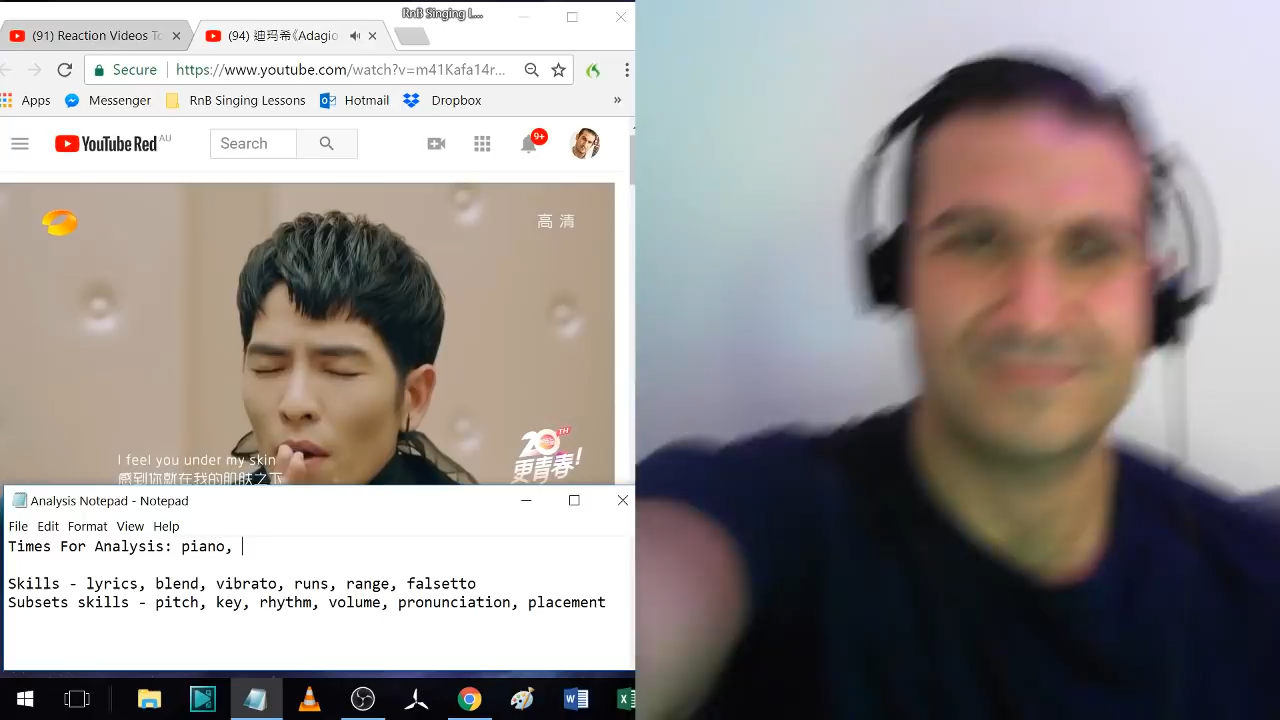 RnB Singing L...
(91) Reaction Videos To
(94) 迪玛希《Adagio
Secure
https://www.youtube.com/watch?v=m41Kafa14r...
Apps
Messenger
RnB Singing Lessons
Hotmail
Dropbox
»
YouTube Red AU
Search
9+
高清
I feel you under my skin
感到你就在我的肌肤之下
20TH
更青春!
Analysis Notepad - Notepad
File Edit Format View Help
Times For Analysis: piano,
Skills - lyrics, blend, vibrato, runs, range, falsetto
Subsets skills - pitch, key, rhythm, volume, pronunciation, placement